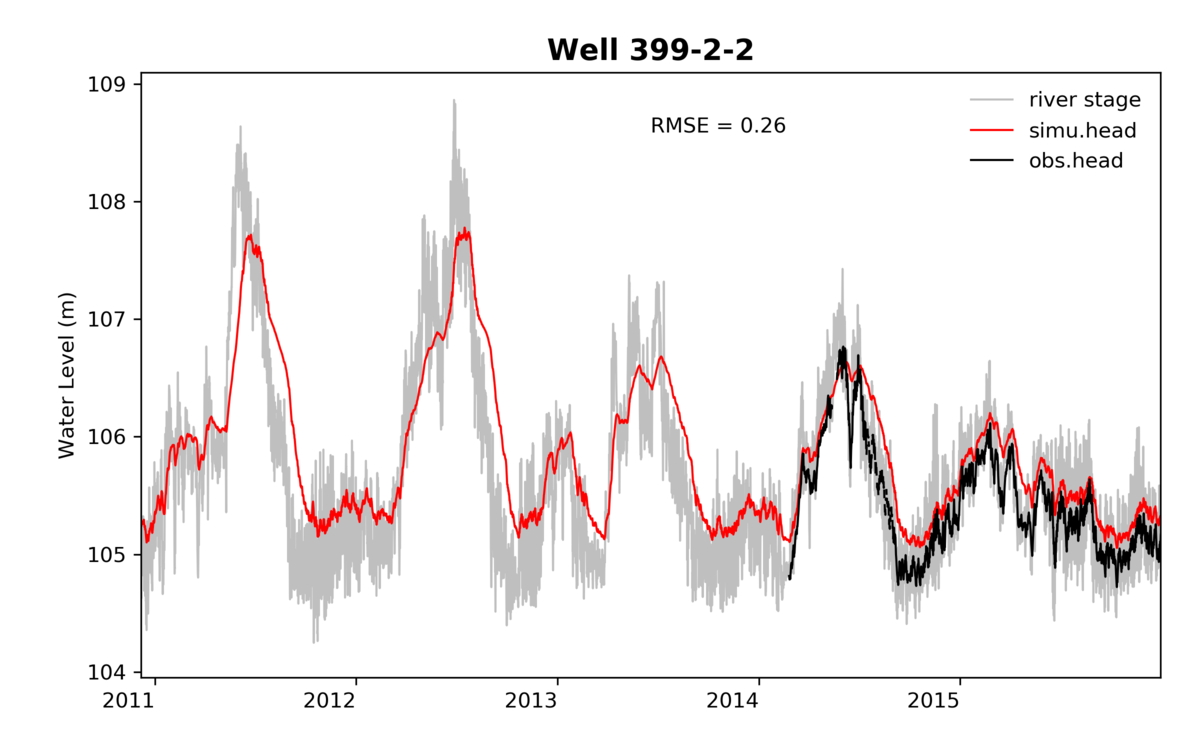 Well 399-2-2
RMSE = 0.26
river stage
simu.head
obs.head
Water Level (m)
109
108
107
106
105
104
2011
2012
2013
2014
2015